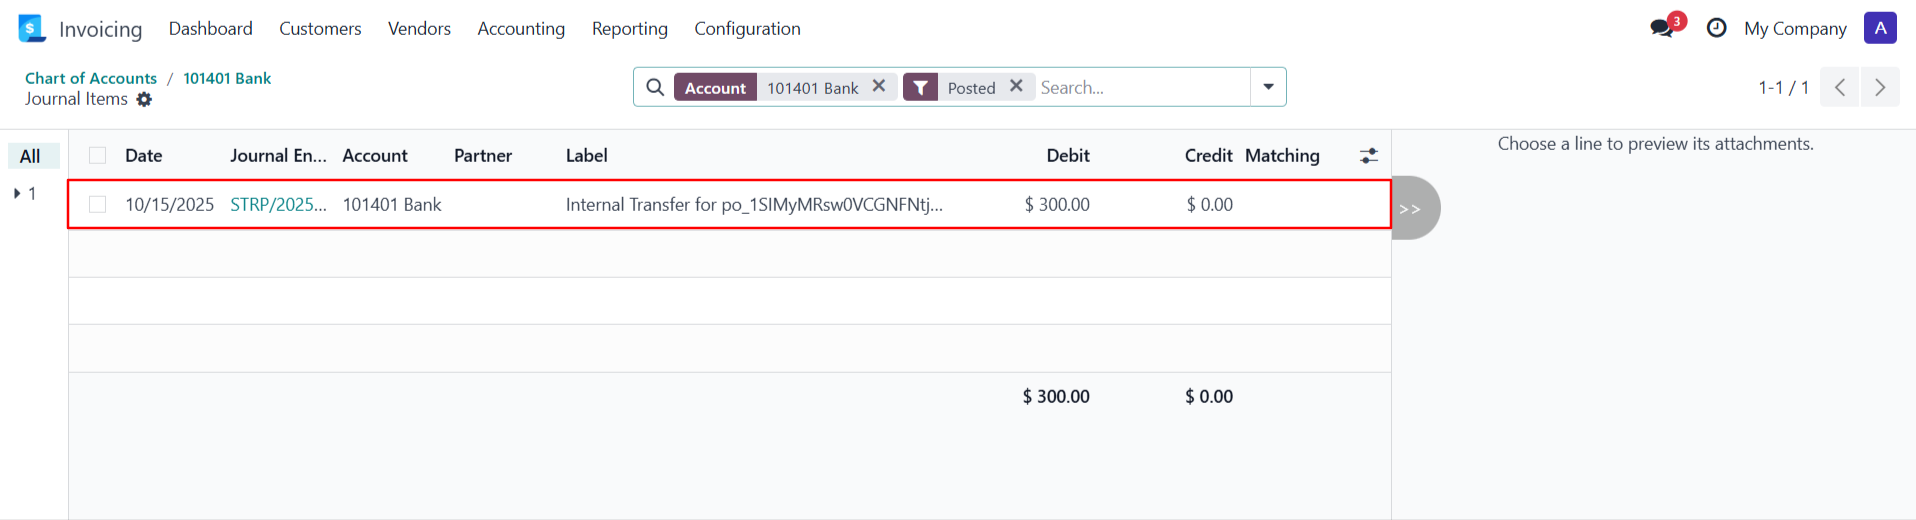 Invoicing Dashboard Customers Vendors Accounting Reporting Configuration 3 My Company A
Chart of Accounts / 101401 Bank
Journal Items
Account 101401 Bank Posted Search... 1-1 / 1
All
1
Date Journal En... Account Partner Label Debit Credit Matching
10/15/2025 STRP/2025... 101401 Bank Internal Transfer for po_1SIMyMRsw0VCGNFNtj... $ 300.00 $ 0.00
$ 300.00 $ 0.00
>>
Choose a line to preview its attachments.